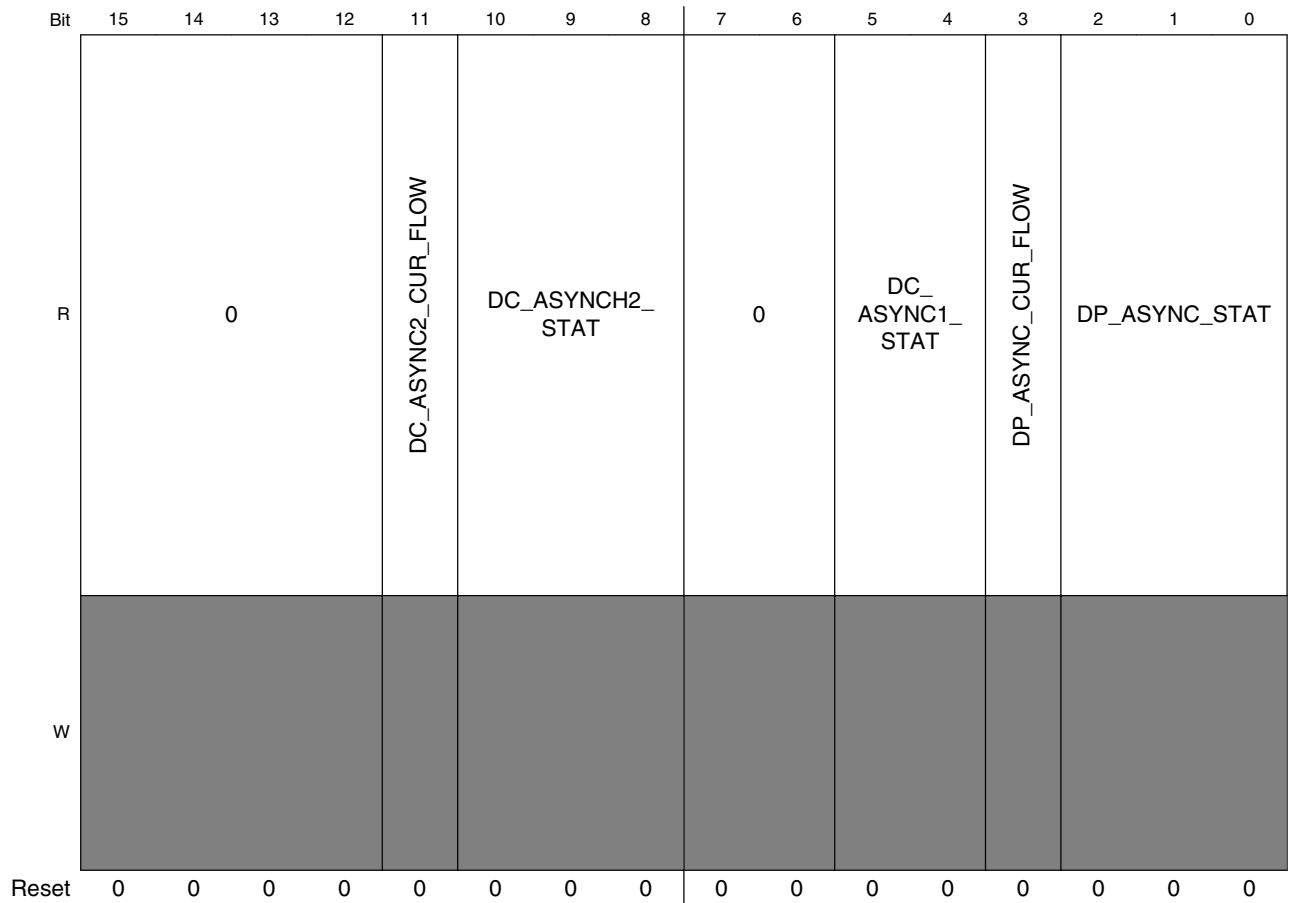 Bit 15 14 13 12 11 10 9 8 7 6 5 4 3 2 1 0
R 0 DC_ASYNC2_CUR_FLOW DC_ASYNCH2_
STAT 0 DC_
ASYNC1_
STAT DP_ASYNC_CUR_FLOW DP_ASYNC_STAT
W
Reset 0 0 0 0 0 0 0 0 0 0 0 0 0 0 0 0